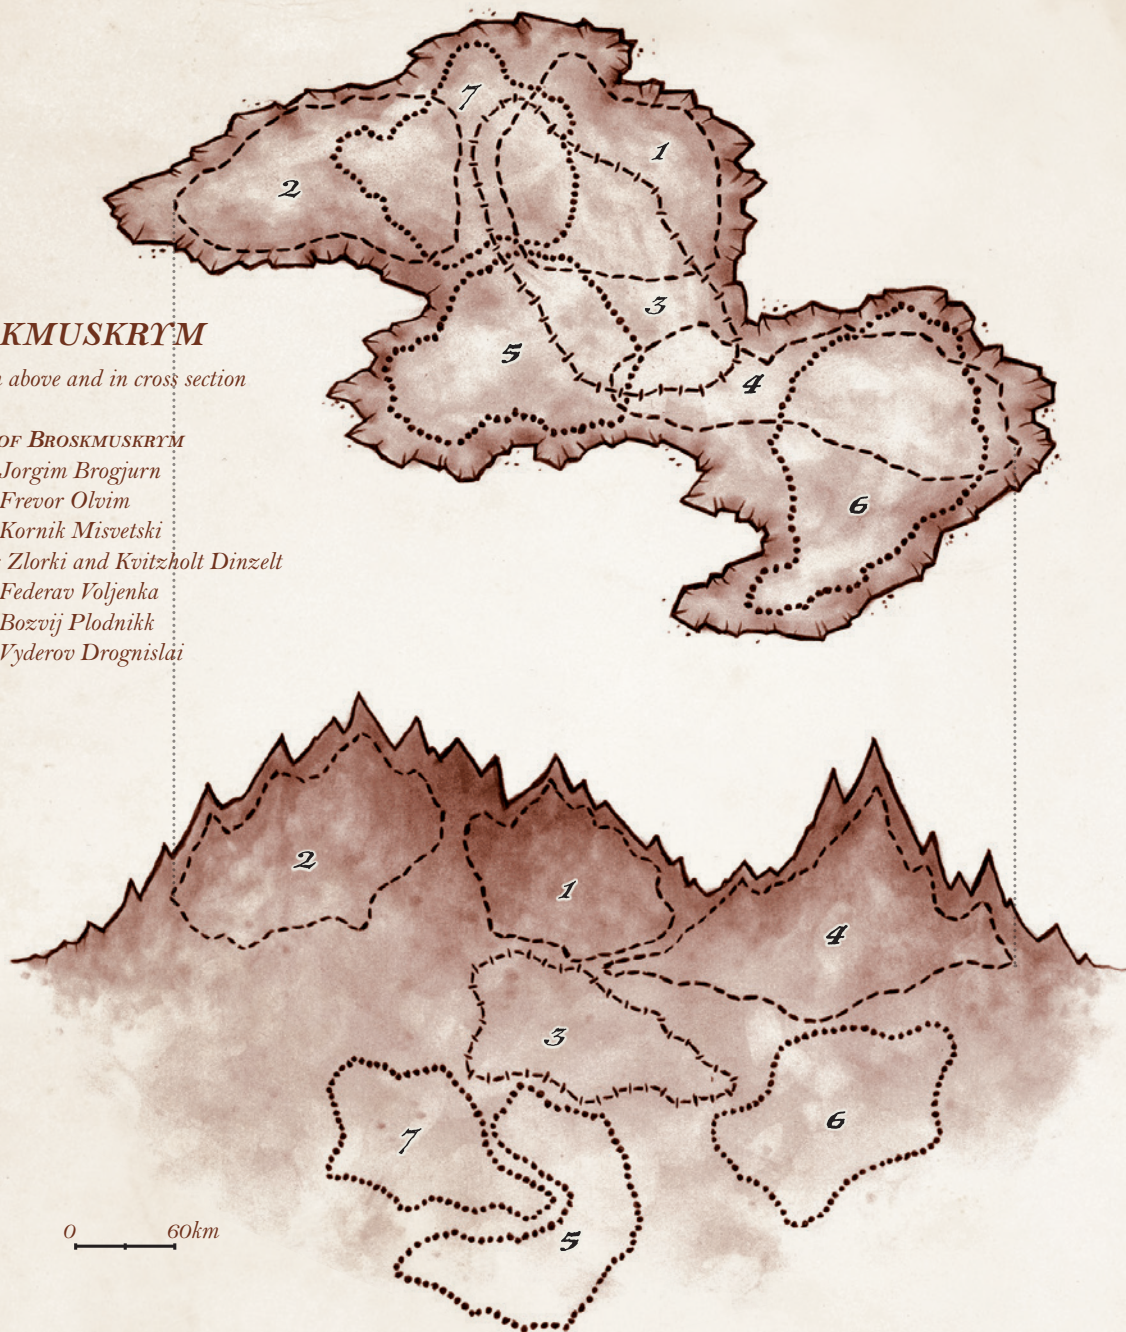 KMUSKRYM
above and in cross section
OF BROSKMUSKRYM
Jorgim Brogjurn
Frevor Olvim
Kornik Misvetski
Zlorki and Kvitzholt Dinzelt
Federav Voljenka
Bozvij Plodnikk
Vyderov Drognislai
7
1
2
3
5
4
6
2
1
4
3
7
6
5
0 60km